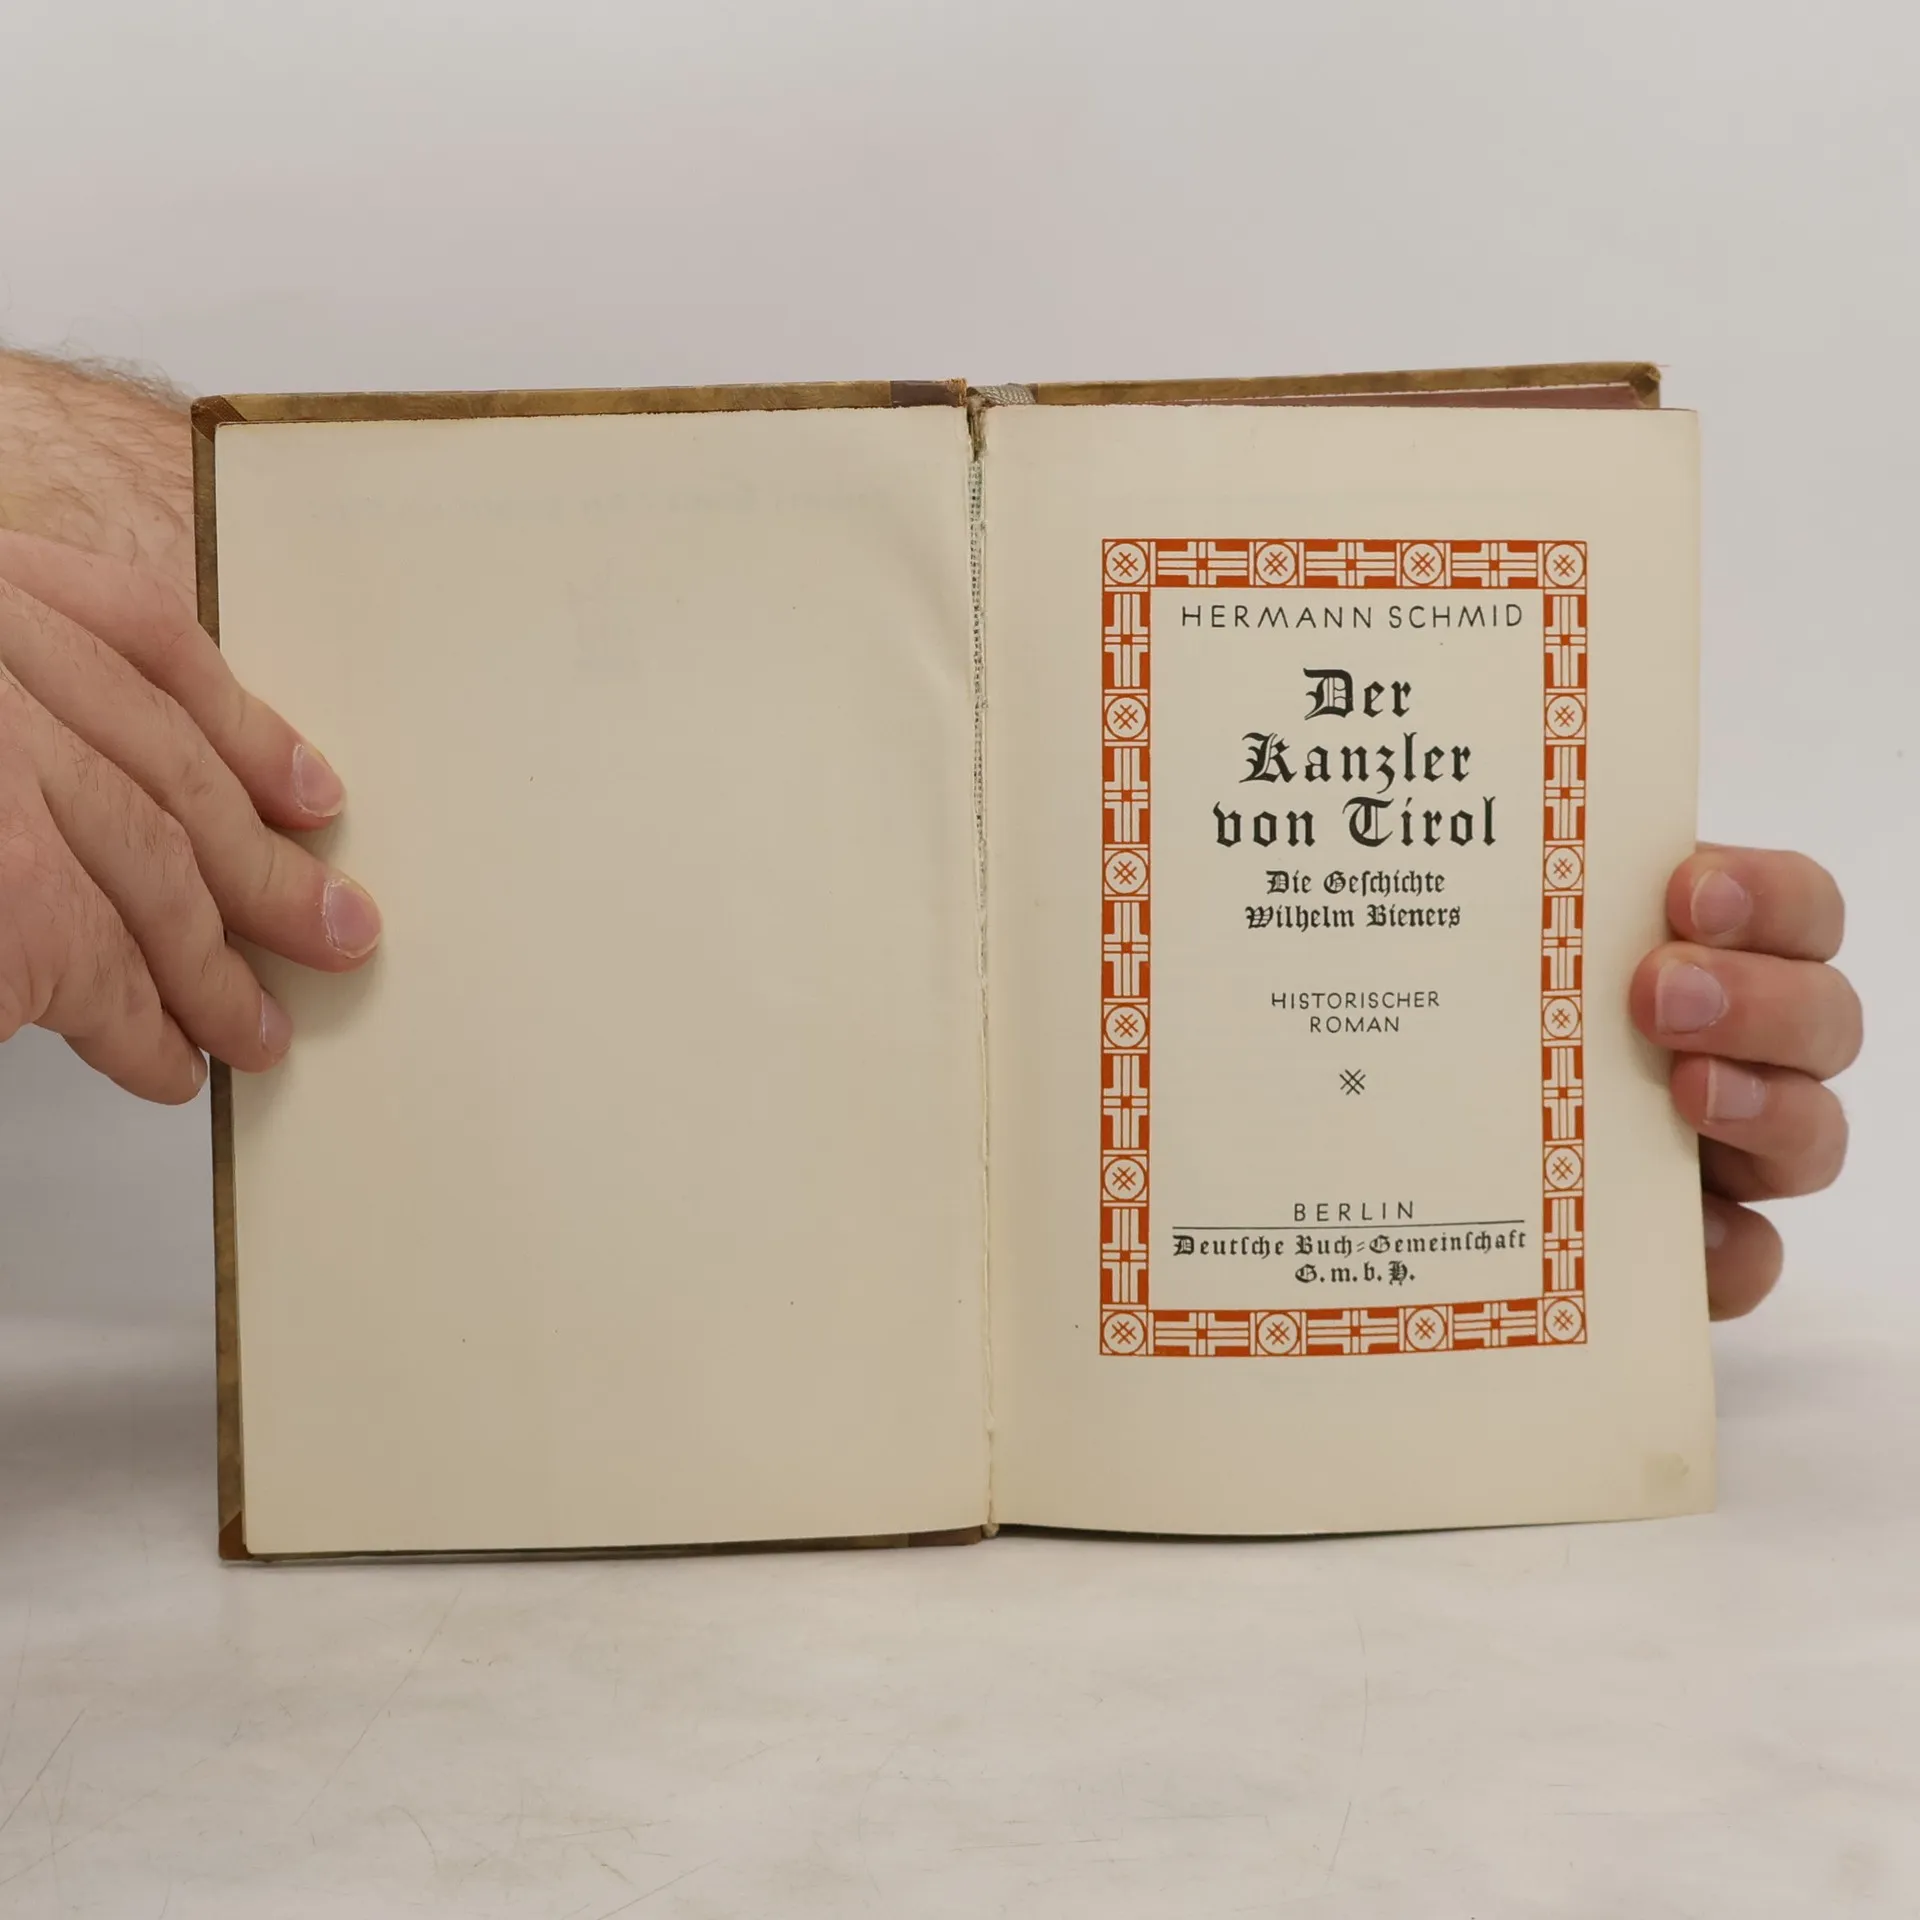 HERMANN SCHMID
Der
Kanzler
von Tirol
Die Geſchichte
Wilhelm Bieners
HISTORISCHER
ROMAN
BERLIN
Deutſche Buch⸗Gemeinſchaft
G. m. b. H.